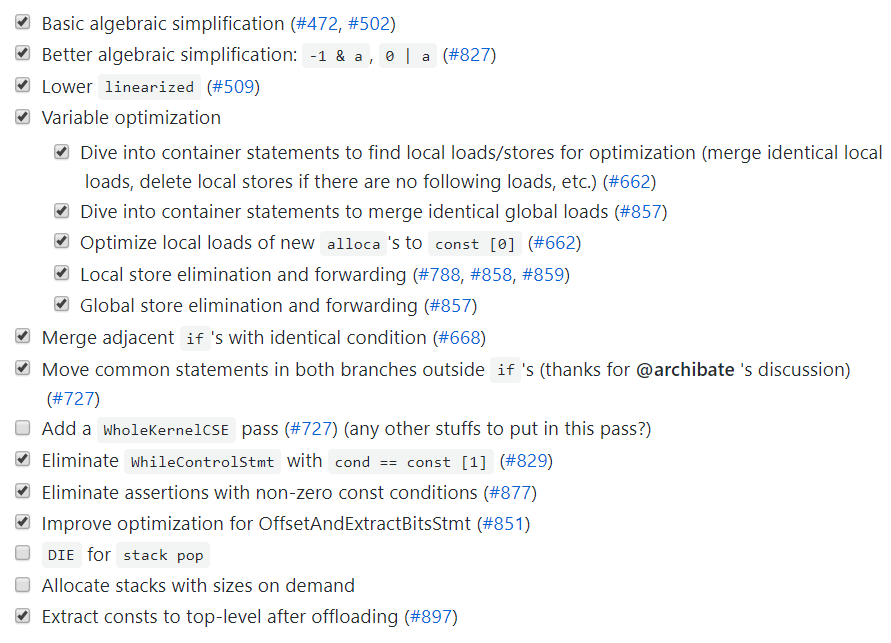 Basic algebraic simplification (#472, #502)
Better algebraic simplification: -1 & a, 0 | a (#827)
Lower linearized (#509)
Variable optimization
Dive into container statements to find local loads/stores for optimization (merge identical local
loads, delete local stores if there are no following loads, etc.) (#662)
Dive into container statements to merge identical global loads (#857)
Optimize local loads of new alloca 's to const [0] (#662)
Local store elimination and forwarding (#788, #858, #859)
Global store elimination and forwarding (#857)
Merge adjacent if 's with identical condition (#668)
Move common statements in both branches outside if 's (thanks for @archibate 's discussion)
(#727)
Add a WholeKernelCSE pass (#727) (any other stuffs to put in this pass?)
Eliminate WhileControlStmt with cond == const [1] (#829)
Eliminate assertions with non-zero const conditions (#877)
Improve optimization for OffsetAndExtractBitsStmt (#851)
DIE for stack pop
Allocate stacks with sizes on demand
Extract consts to top-level after offloading (#897)